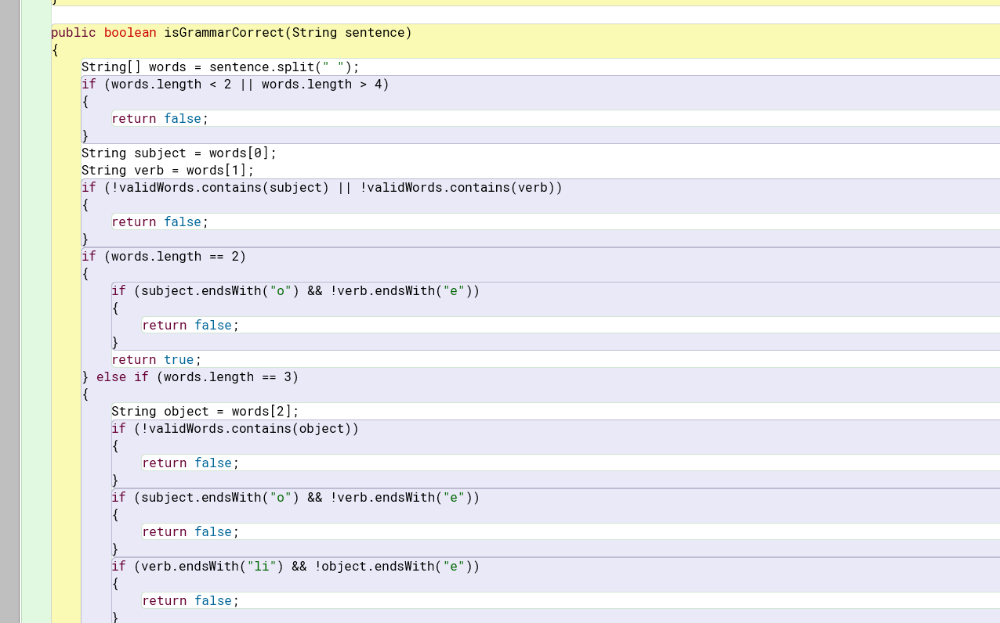 }
public boolean isGrammarCorrect(String sentence)
{
    String[] words = sentence.split(" ");
    if (words.length < 2 || words.length > 4)
    {
        return false;
    }
    String subject = words[0];
    String verb = words[1];
    if (!validWords.contains(subject) || !validWords.contains(verb))
    {
        return false;
    }
    if (words.length == 2)
    {
        if (subject.endsWith("o") && !verb.endsWith("e"))
        {
            return false;
        }
        return true;
    } else if (words.length == 3)
    {
        String object = words[2];
        if (!validWords.contains(object))
        {
            return false;
        }
        if (subject.endsWith("o") && !verb.endsWith("e"))
        {
            return false;
        }
        if (verb.endsWith("li") && !object.endsWith("e"))
        {
            return false;
        }